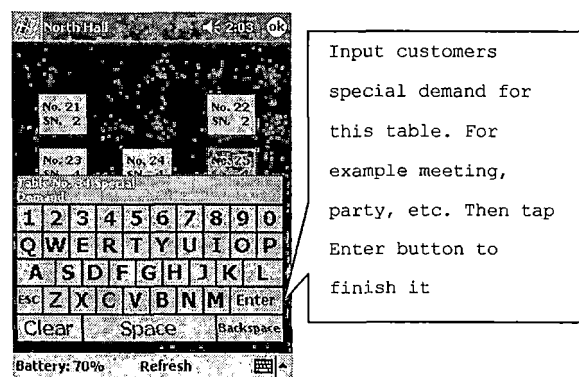 North Hall 2:03 ok
No. 21
SN. 2
No. 22
SN. 2
No. 23
No. 24
No. 25
Special
Demand
1 2 3 4 5 6 7 8 9 0
Q W E R T Y U I O P
A S D F G H J K L
ESC Z X C V B N M Enter
Clear Space Backspace
Battery: 70% Refresh
Input customers
special demand for
this table. For
example meeting,
party, etc. Then tap
Enter button to
finish it